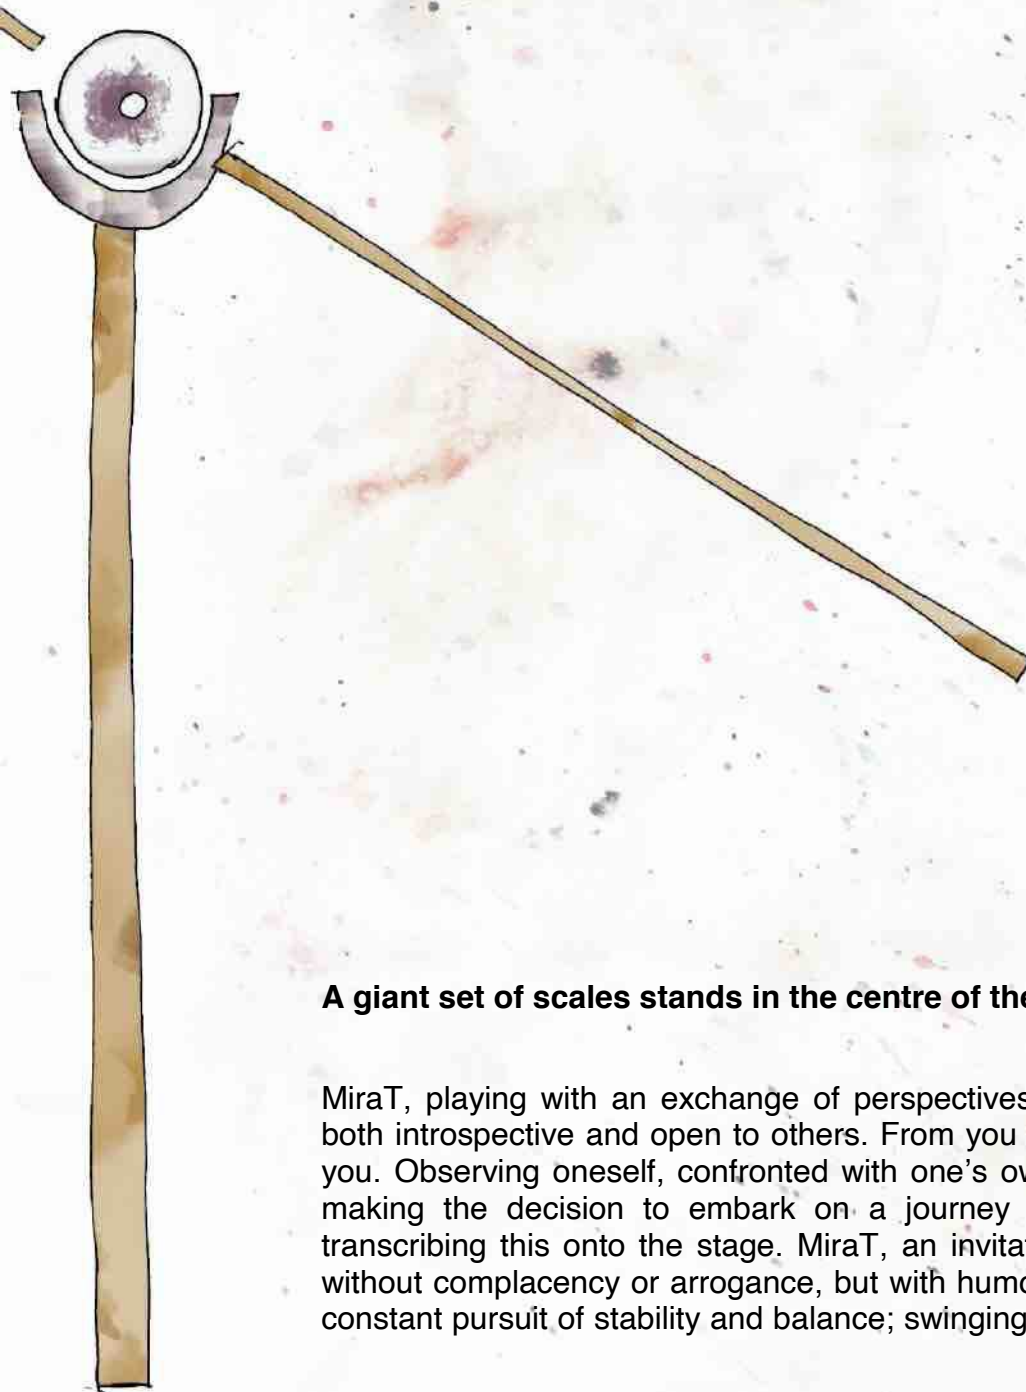 A giant set of scales stands in the centre of the
MiraT, playing with an exchange of perspectives
both introspective and open to others. From you
you. Observing oneself, confronted with one’s
making the decision to embark on a journey
transcribing this onto the stage. MiraT, an
without complacency or arrogance, but with
constant pursuit of stability and balance; swinging